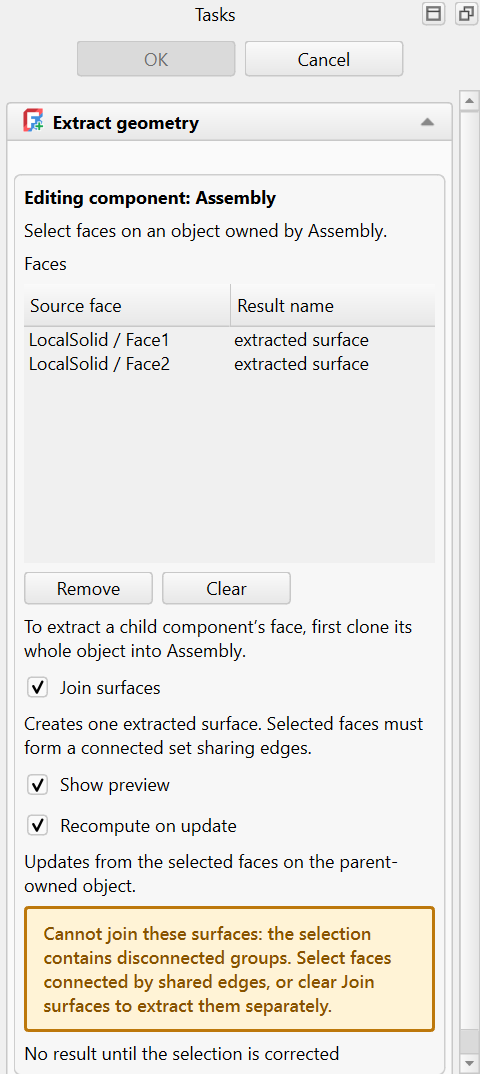 Tasks
OK
Cancel
Extract geometry
Editing component: Assembly
Select faces on an object owned by Assembly.
Faces
Source face
Result name
LocalSolid / Face1
extracted surface
LocalSolid / Face2
extracted surface
Remove
Clear
To extract a child component’s face, first clone its
whole object into Assembly.
Join surfaces
Creates one extracted surface. Selected faces must
form a connected set sharing edges.
Show preview
Recompute on update
Updates from the selected faces on the parent-
owned object.
Cannot join these surfaces: the selection
contains disconnected groups. Select faces
connected by shared edges, or clear Join
surfaces to extract them separately.
No result until the selection is corrected